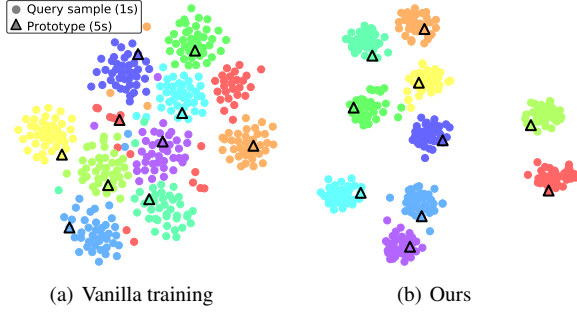 Query sample (1s)
Prototype (5s)
(a) Vanilla training
(b) Ours